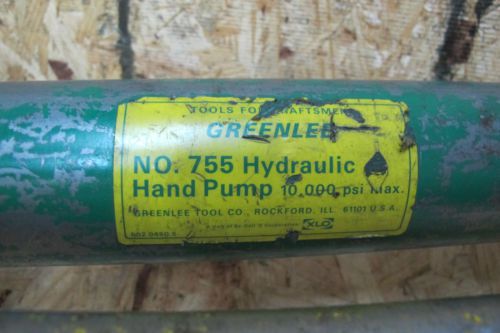 TOOLS FOR CRAFTSMEN
GREENLEE
NO. 755 Hydraulic
Hand Pump 10,000 psi Max.
GREENLEE TOOL CO., ROCKFORD, ILL. 61101 U.S.A.
XLO